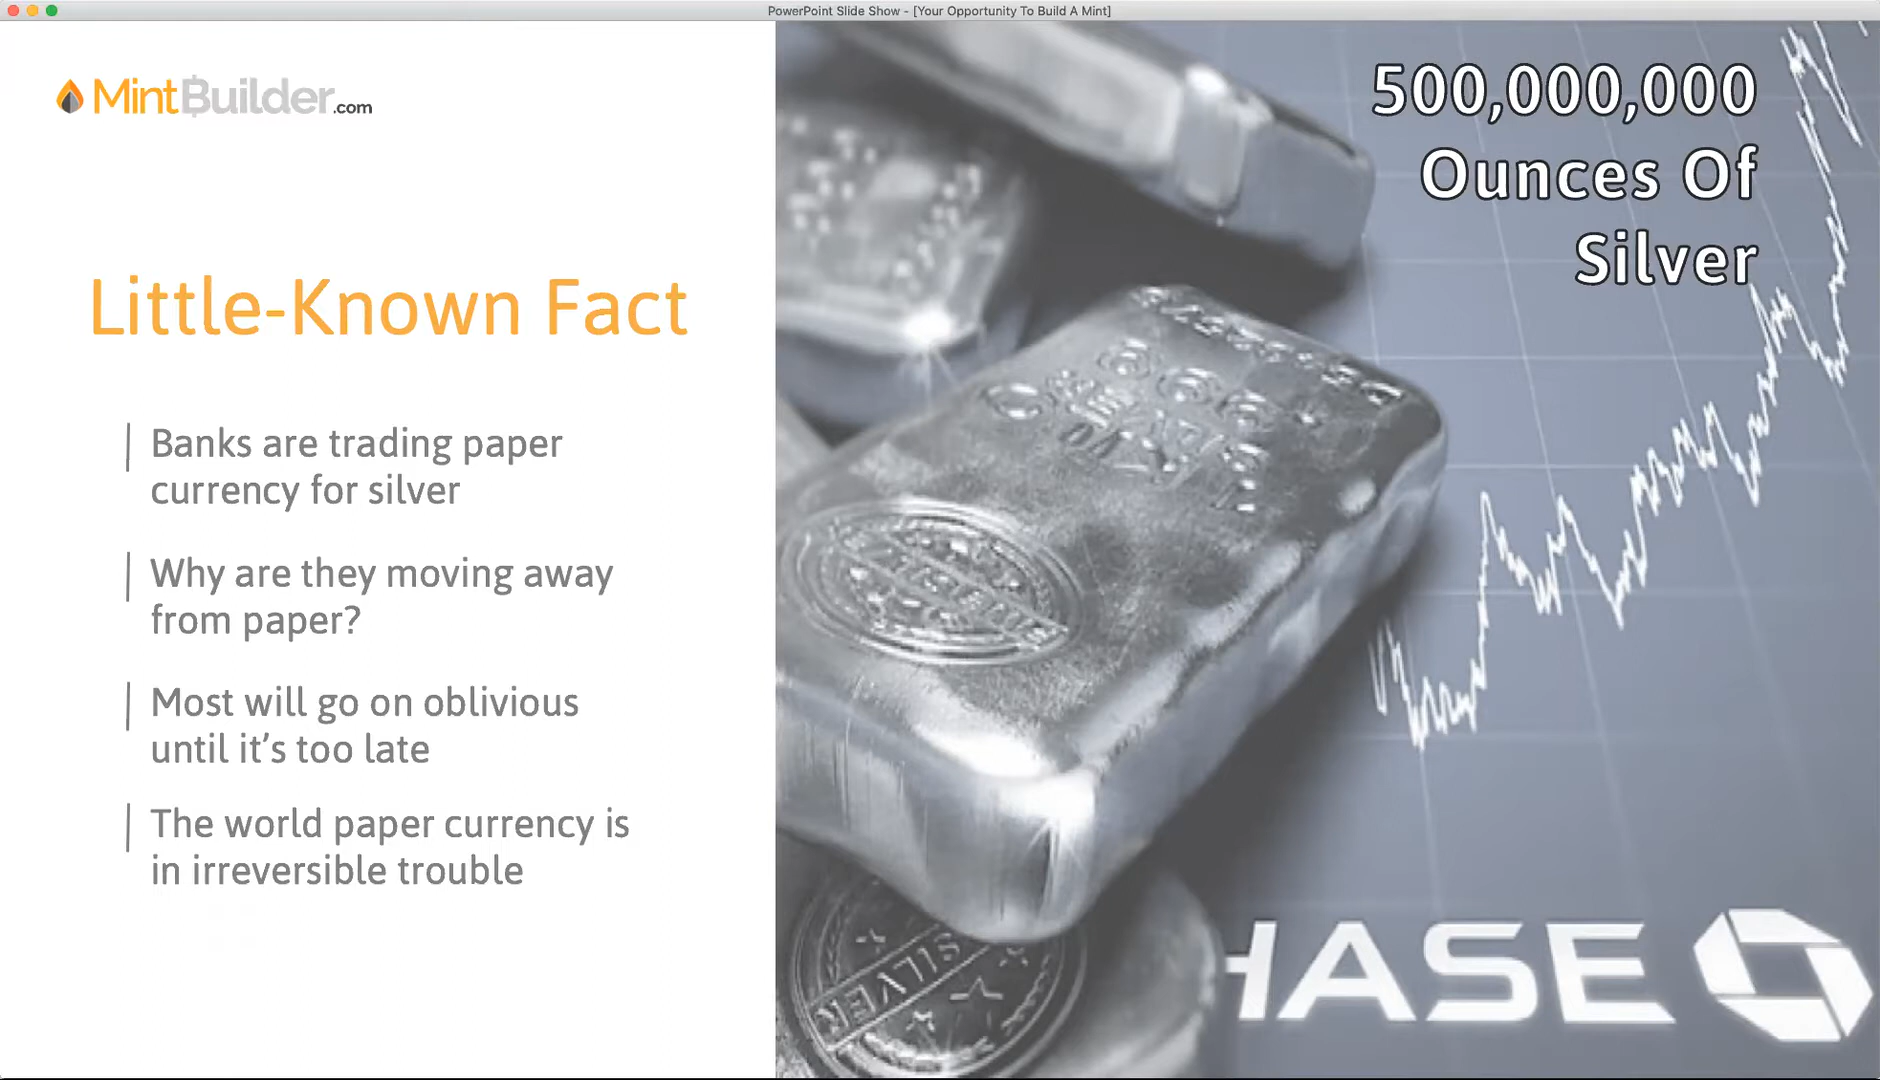 PowerPoint Slide Show - [Your Opportunity To Build A Mint]
MintBuilder.com
Little-Known Fact
Banks are trading paper
currency for silver
Why are they moving away
from paper?
Most will go on oblivious
until it's too late
The world paper currency is
in irreversible trouble
500,000,000
Ounces Of
Silver
SILVER
HASE